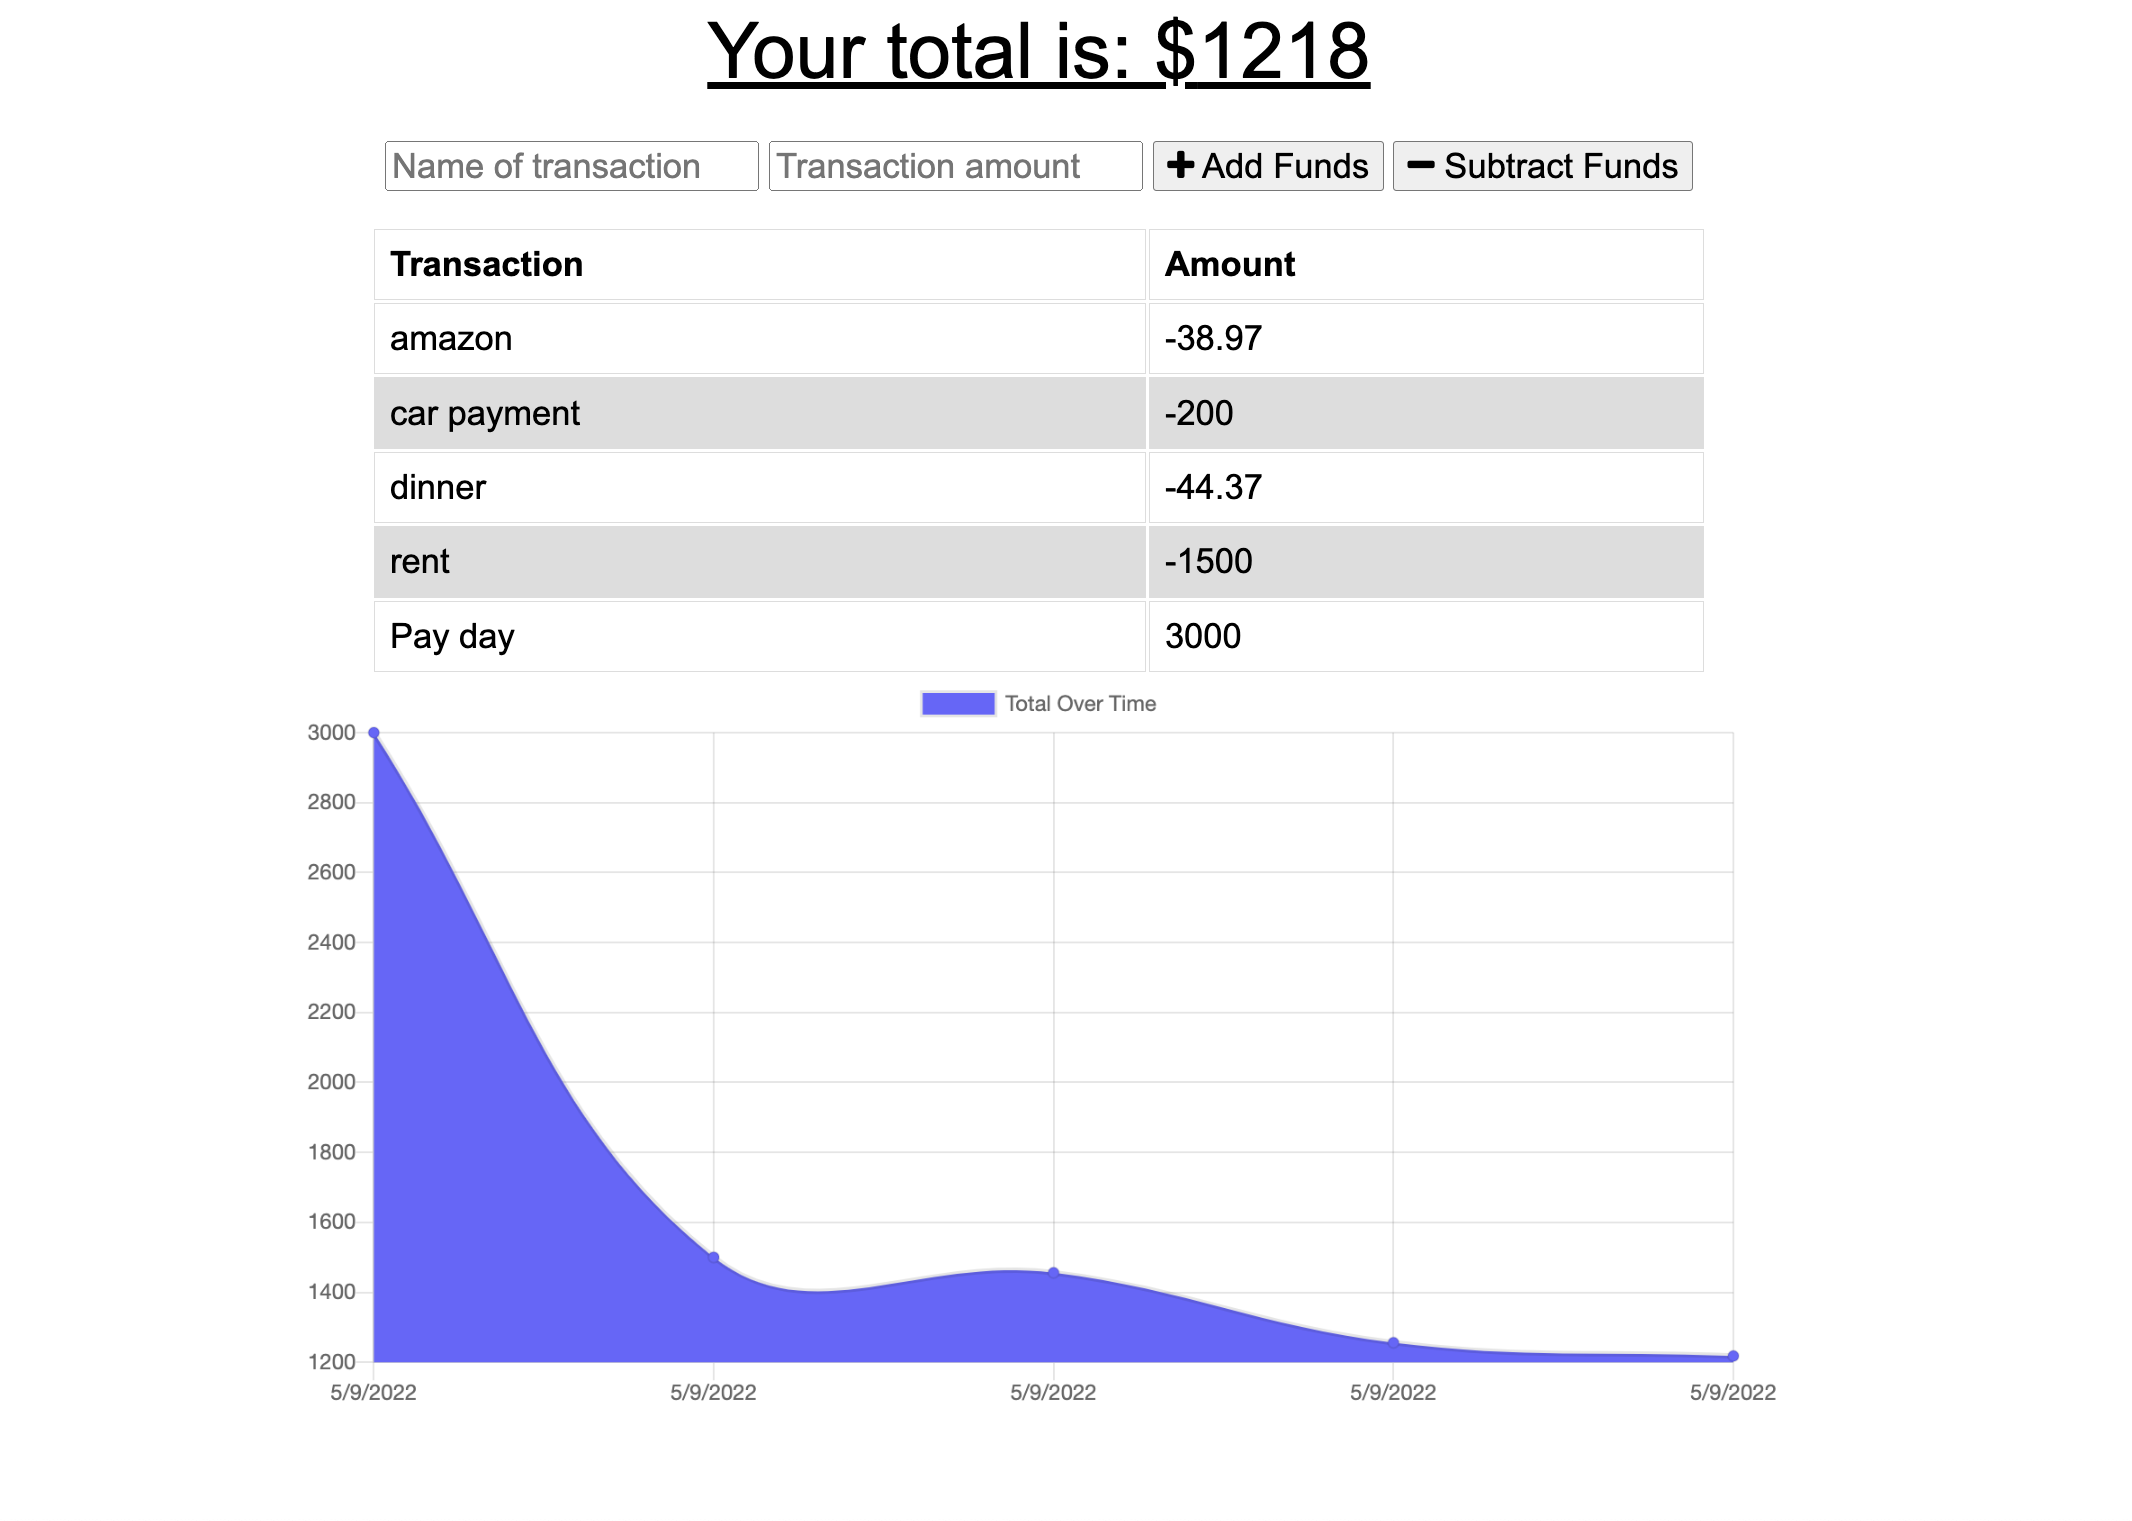 Your total is: $1218
Name of transaction Transaction amount Add Funds Subtract Funds
Transaction Amount
amazon -38.97
car payment -200
dinner -44.37
rent -1500
Pay day 3000
Total Over Time
3000
2800
2600
2400
2200
2000
1800
1600
1400
1200
5/9/2022 5/9/2022 5/9/2022 5/9/2022 5/9/2022